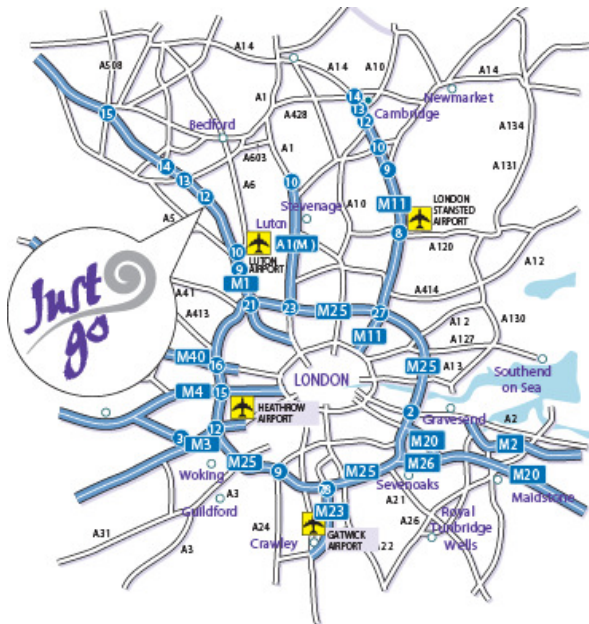 A508
A14
A14
A10
A14
Newmarket
15
A1
A428
14
13
12
Cambridge
A134
Bedford
A603
A1
10
9
A131
14
13
12
A6
10
Stevenage
A10
M11
LONDON
STANSTED
AIRPORT
A5
Luton
A1(M)
8
A120
10
LUTON
AIRPORT
9
M1
A12
Just
go
A41
A413
21
23
M25
27
A414
M11
A12
A130
A127
M40
16
M25
A13
LONDON
Southend
on Sea
M4
15
HEATHROW
AIRPORT
2
Gravesend
A2
12
3
M3
M20
M2
M25
9
M25
M26
Woking
Sevenoaks
M20
Maidstone
A3
Guildford
M23
A21
Royal
Tunbridge
Wells
A24
A26
A31
A3
Crawley
GATWICK
AIRPORT